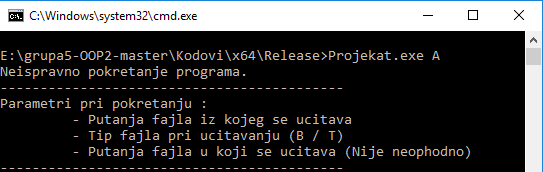 C:\Windows\system32\cmd.exe
E:\grupa5-OOP2-master\Kodovi\x64\Release>Projekat.exe A
Neispravno pokretanje programa.
-------------------------------------------
Parametri pri pokretanju :
- Putanja fajla iz kojeg se ucitava
- Tip fajla pri ucitavanju (B / T)
- Putanja fajla u koji se ucitava (Nije neophodno)
-------------------------------------------